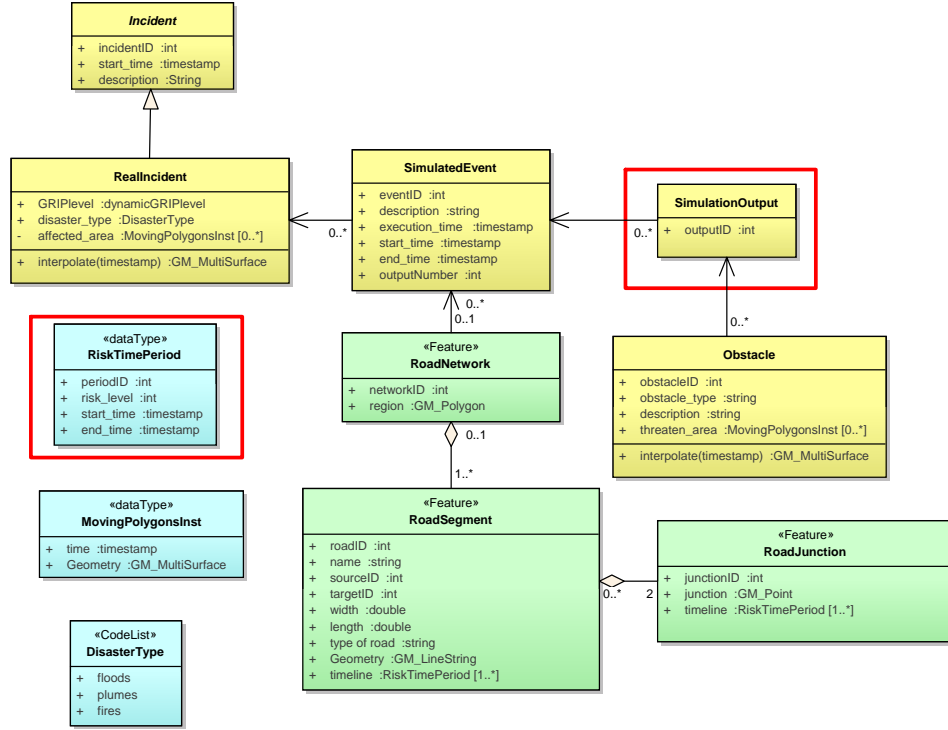 Incident
+ incidentID :int
+ start_time :timestamp
+ description :String
RealIncident
+ GRIPlevel :dynamicGRIPlevel
+ disaster_type :DisasterType
- affected_area :MovingPolygonsInst [0..*]
+ interpolate(timestamp) :GM_MultiSurface
0..*
SimulatedEvent
+ eventID :int
+ description :string
+ execution_time :timestamp
+ start_time :timestamp
+ end_time :timestamp
+ outputNumber :int
0..*
SimulationOutput
+ outputID :int
0..*
0..*
0..1
«dataType»
RiskTimePeriod
+ periodID :int
+ risk_level :int
+ start_time :timestamp
+ end_time :timestamp
«Feature»
RoadNetwork
+ networkID :int
+ region :GM_Polygon
0..1
1..*
Obstacle
+ obstacleID :int
+ obstacle_type :string
+ description :string
+ threaten_area :MovingPolygonsInst [0..*]
+ interpolate(timestamp) :GM_MultiSurface
«dataType»
MovingPolygonsInst
+ time :timestamp
+ Geometry :GM_MultiSurface
«Feature»
RoadSegment
+ roadID :int
+ name :string
+ sourceID :int
+ targetID :int
+ width :double
+ length :double
+ type of road :string
+ Geometry :GM_LineString
+ timeline :RiskTimePeriod [1..*]
0..*
2
«Feature»
RoadJunction
+ junctionID :int
+ junction :GM_Point
+ timeline :RiskTimePeriod [1..*]
«CodeList»
DisasterType
+ floods
+ plumes
+ fires